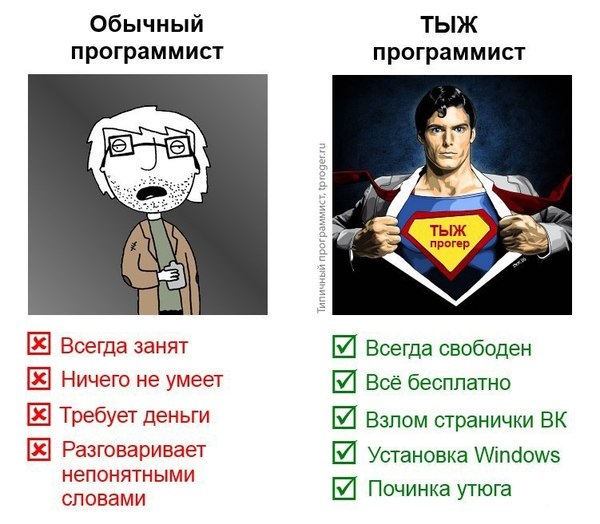 Обычный
программист
Всегда занят
Ничего не умеет
Требует деньги
Разговаривает
непонятными
словами
ТЫЖ
программист
Типичный программист, tproger.ru
ТЫЖ
прогер
Всегда свободен
Всё бесплатно
Взлом странички ВК
Установка Windows
Починка утюга